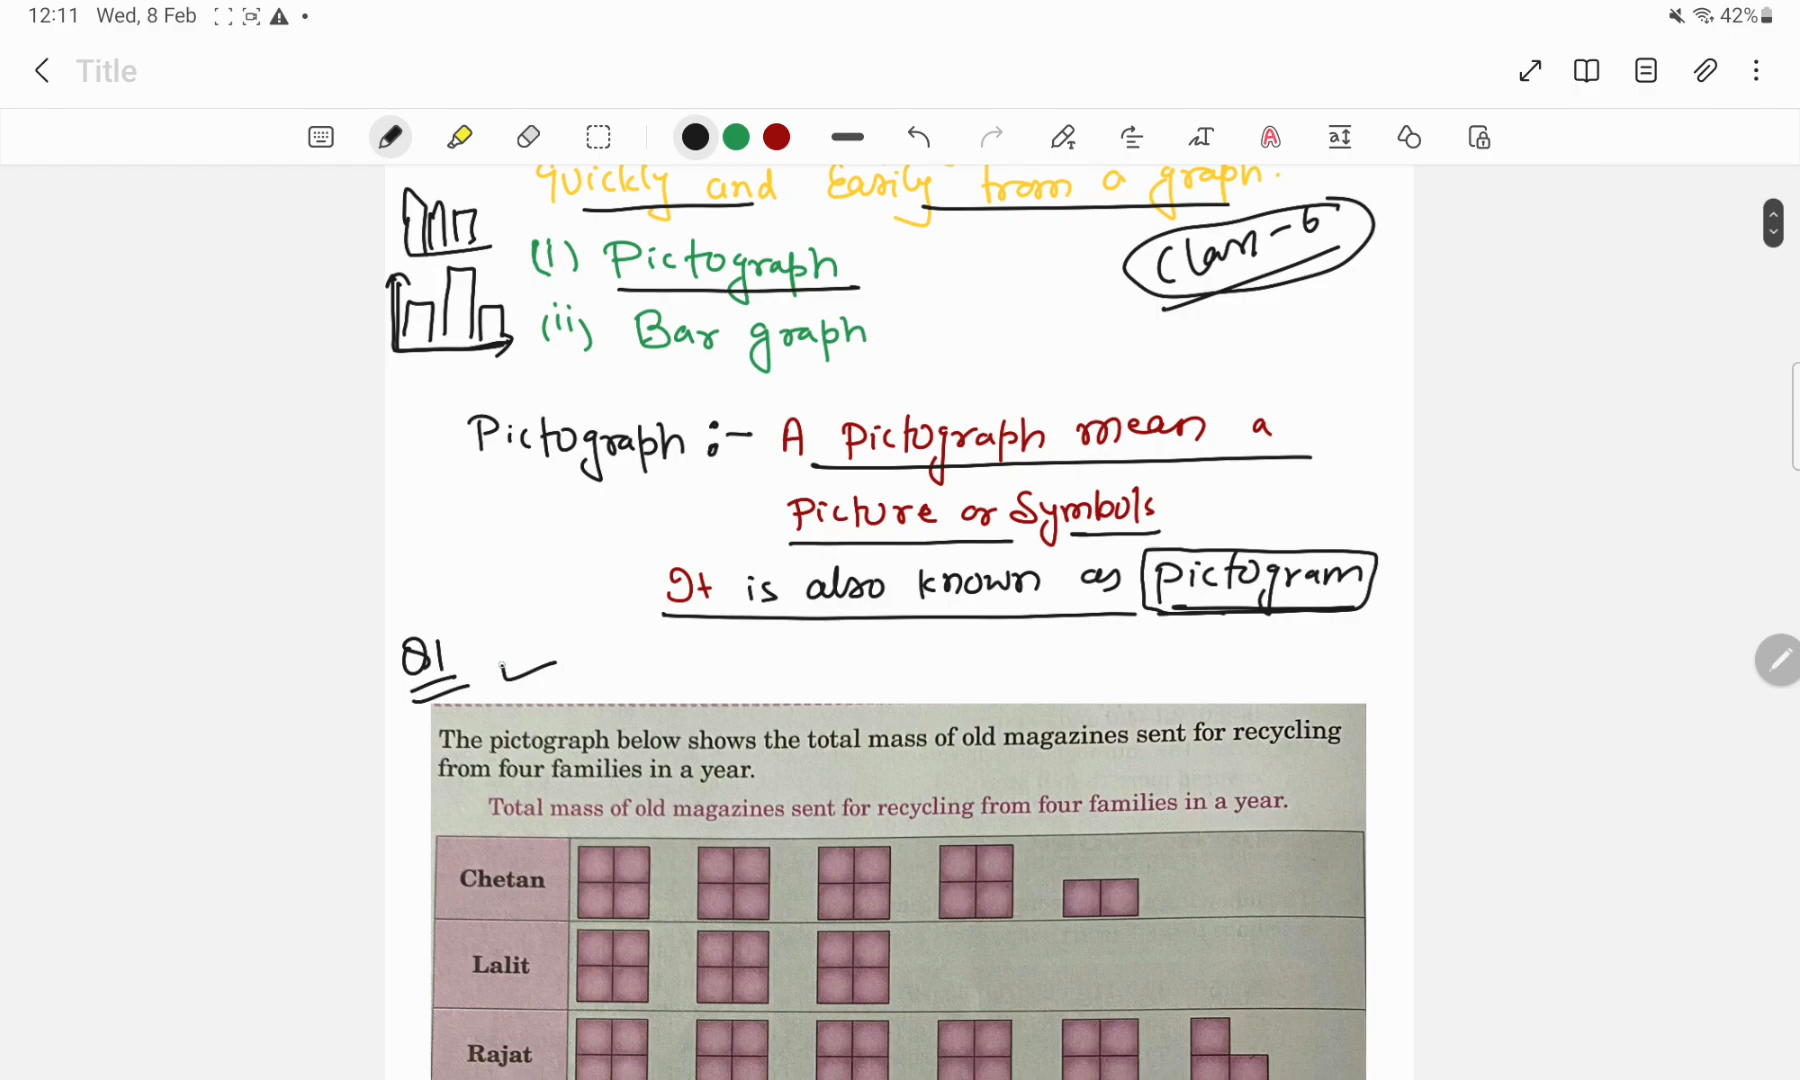 12:11 Wed, 8 Feb
42%
Title
quickly and Easily from a graph.
Class-6
(i) Pictograph
(ii) Bar graph
Pictograph :- A Pictograph mean a
Picture or Symbols
It is also known as Pictogram
Q1
The pictograph below shows the total mass of old magazines sent for recycling
from four families in a year.
Total mass of old magazines sent for recycling from four families in a year.
Chetan
Lalit
Rajat